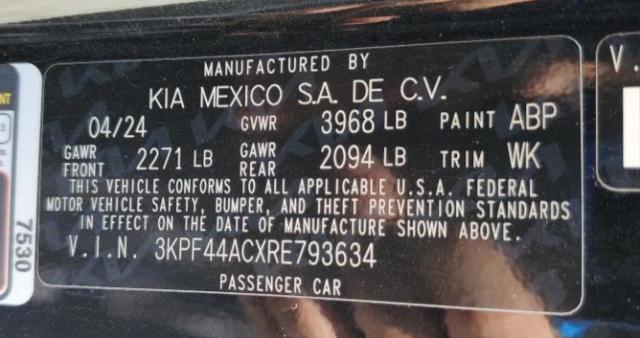 MANUFACTURED BY
KIA MEXICO S.A. DE C.V.
04/24 GVWR 3968 LB PAINT ABP
GAWR FRONT 2271 LB GAWR REAR 2094 LB TRIM WK
THIS VEHICLE CONFORMS TO ALL APPLICABLE U.S.A. FEDERAL
MOTOR VEHICLE SAFETY, BUMPER, AND THEFT PREVENTION STANDARDS
IN EFFECT ON THE DATE OF MANUFACTURE SHOWN ABOVE.
V.I.N. 3KPF44ACXRE793634
PASSENGER CAR
7530
V.